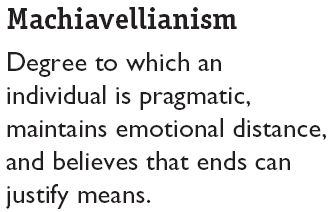 Machiavellianism
Degree to which an
individual is pragmatic,
maintains emotional distance,
and believes that ends can
justify means.